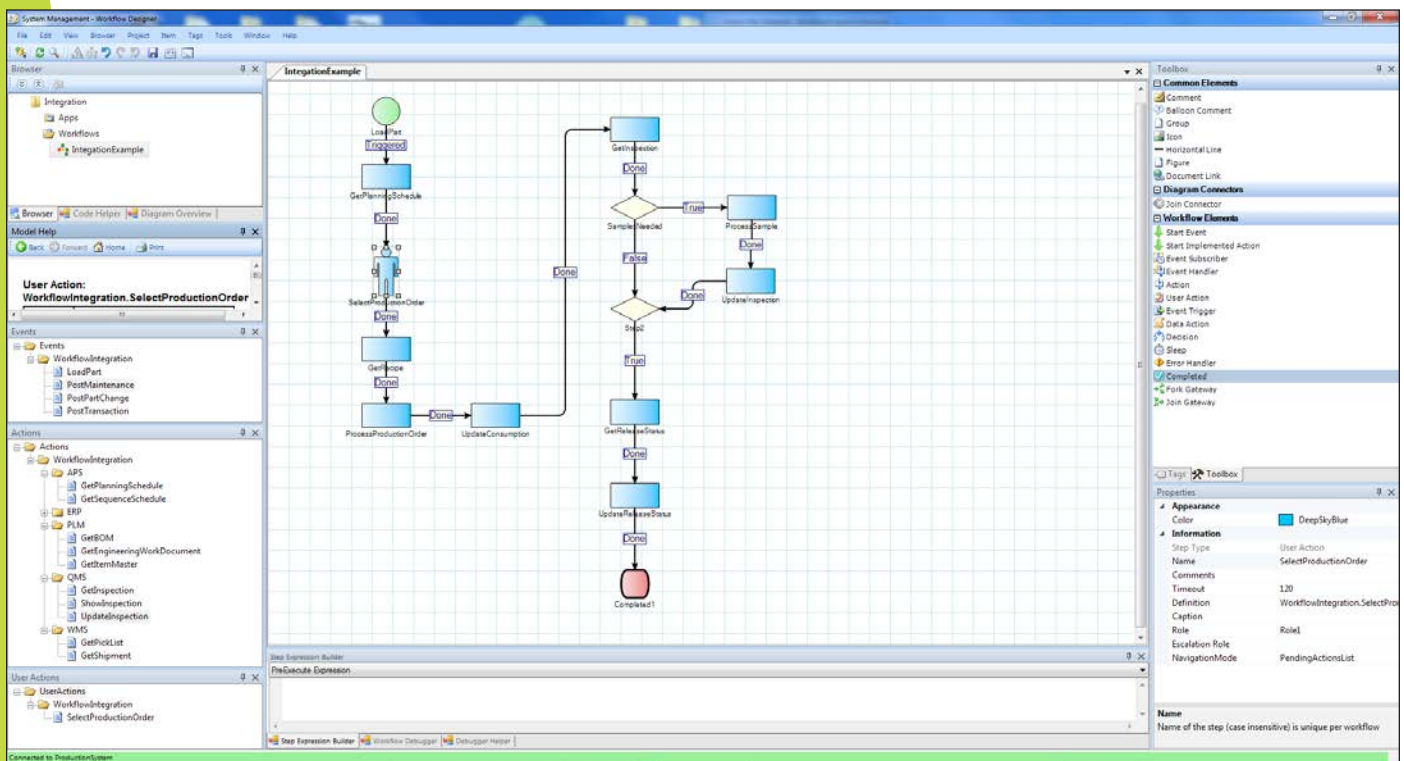 System Management - Workflow Designer
File Edit View Browser Project Item Tags Tools Window Help
Browser
Integration
Apps
Workflows
IntegationExample
Browser Code Helper Diagram Overview
Model Help
Back Forward Home Print
User Action:
WorkflowIntegration.SelectProductionOrder
Events
Events
WorkflowIntegration
LoadPart
PostMaintenance
PostPartChange
PostTransaction
Actions
Actions
WorkflowIntegration
APS
GetPlanningSchedule
GetSequenceSchedule
ERP
PLM
GetBOM
GetEngineeringWorkDocument
GetItemMaster
QMS
GetInspection
ShowInspection
UpdateInspection
WMS
GetPickList
GetShipment
User Actions
UserActions
WorkflowIntegration
SelectProductionOrder
Connected to ProductionSystem
IntegationExample
LoadPart
Triggered
GetPlanningSchedule
Done
SelectProductionOrder
Done
GetRecipe
Done
ProcessProductionOrder
Done
UpdateConsumption
Done
GetInspection
Done
SamplesNeeded
True
ProcessSample
Done
UpdateInspection
Done
False
Step2
True
GetReleaseStatus
Done
UpdateReleaseStatus
Done
Completed1
Step Expression Builder
PreExecute Expression
Step Expression Builder Workflow Debugger Debugger Helper
Toolbox
Common Elements
Comment
Balloon Comment
Group
Icon
Horizontal Line
Figure
Document Link
Diagram Connectors
Join Connector
Workflow Elements
Start Event
Start Implemented Action
Event Subscriber
Event Handler
Action
User Action
Event Trigger
Data Action
Decision
Sleep
Error Handler
Completed
Fork Gateway
Join Gateway
Tags Toolbox
Properties
Appearance
Color DeepSkyBlue
Information
Step Type User Action
Name SelectProductionOrder
Comments
Timeout 120
Definition WorkflowIntegration.SelectPro
Caption
Role Role1
Escalation Role
NavigationMode PendingActionsList
Name
Name of the step (case insensitive) is unique per workflow